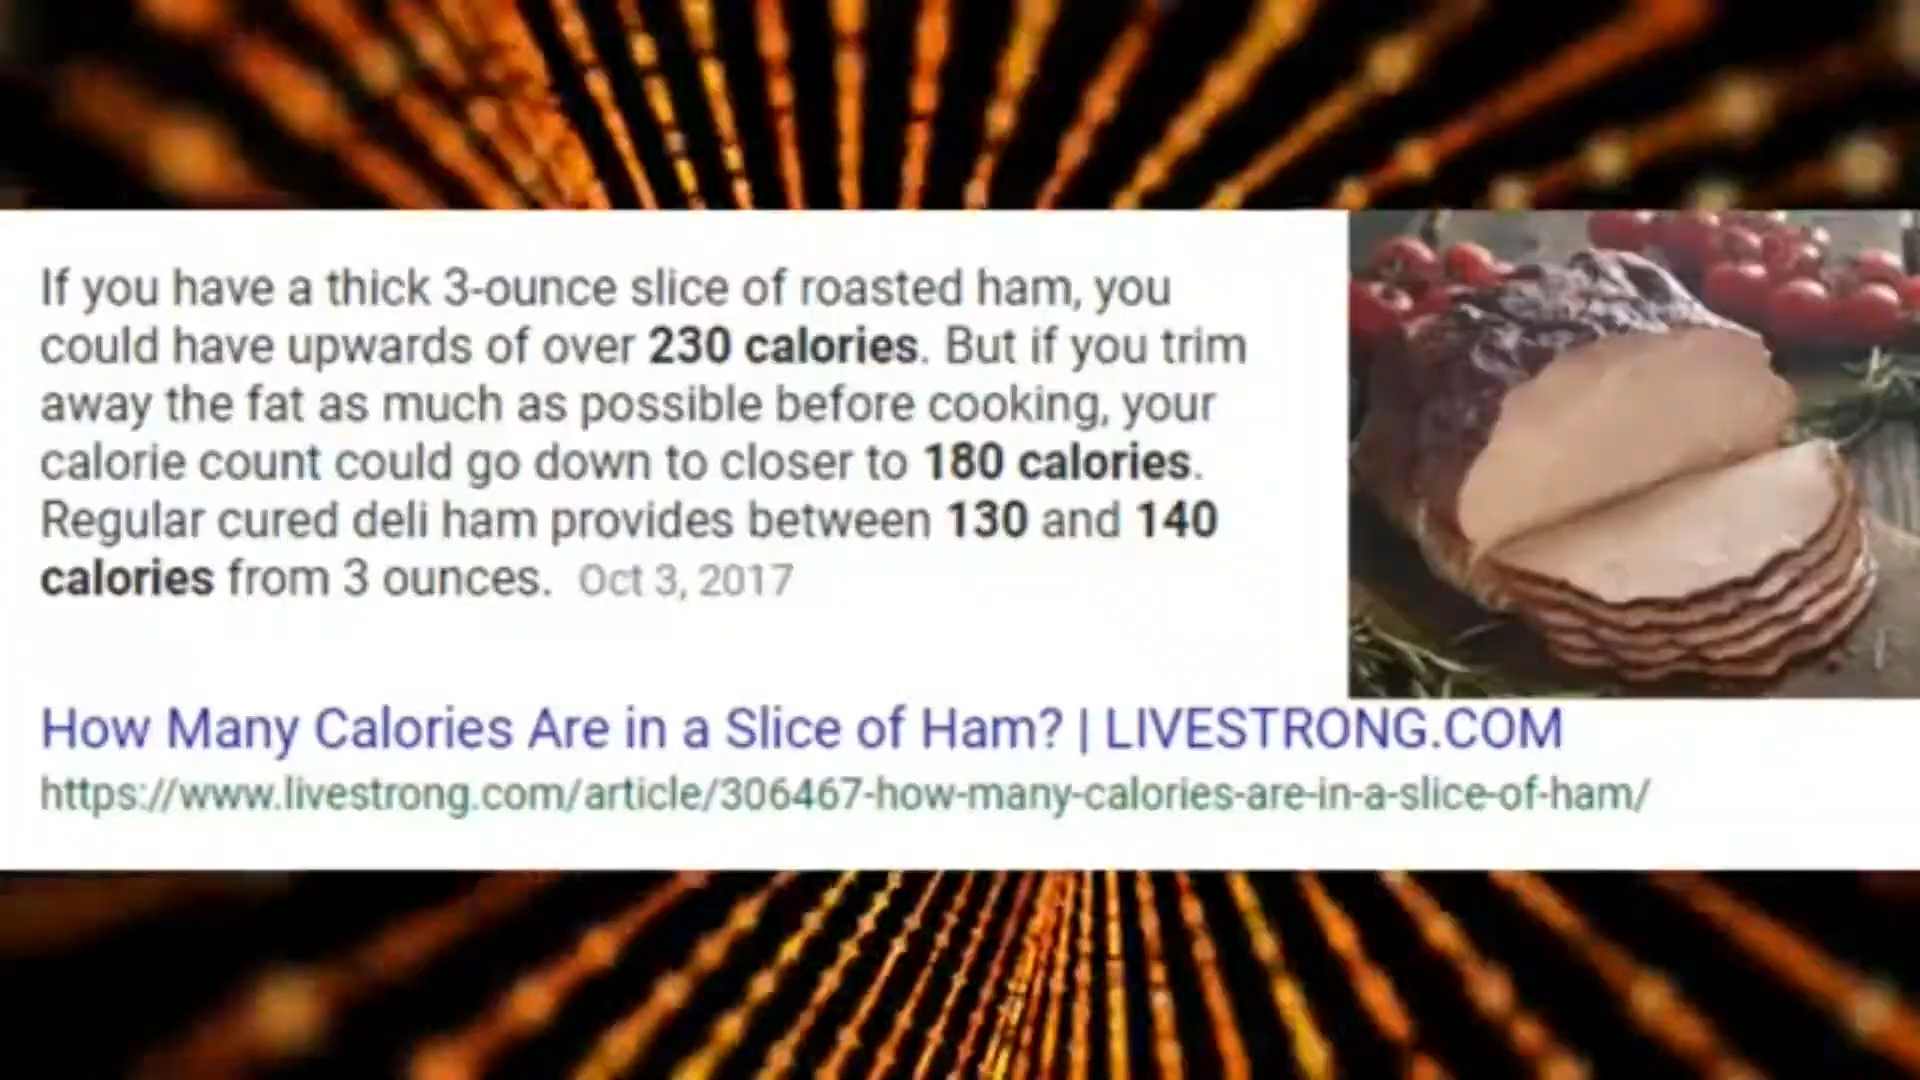 If you have a thick 3-ounce slice of roasted ham, you
could have upwards of over 230 calories. But if you trim
away the fat as much as possible before cooking, your
calorie count could go down to closer to 180 calories.
Regular cured deli ham provides between 130 and 140
calories from 3 ounces. Oct 3, 2017
How Many Calories Are in a Slice of Ham? | LIVESTRONG.COM
https://www.livestrong.com/article/306467-how-many-calories-are-in-a-slice-of-ham/